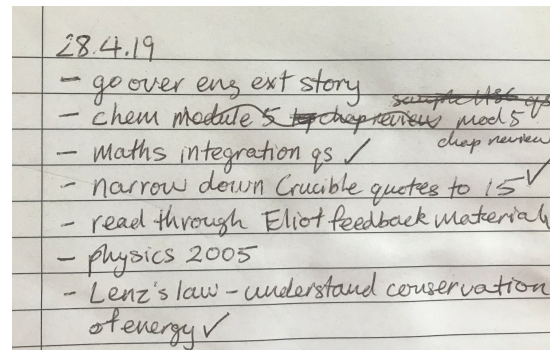 28.4.19
- go over eng ext story
sample qs
- chem module 5 chap review mod 5
chap review
- Maths integration qs ✓
- narrow down Crucible quotes to 15 ✓
- read through Eliot feedback material
- physics 2005
- Lenz's law - understand conservation
of energy ✓